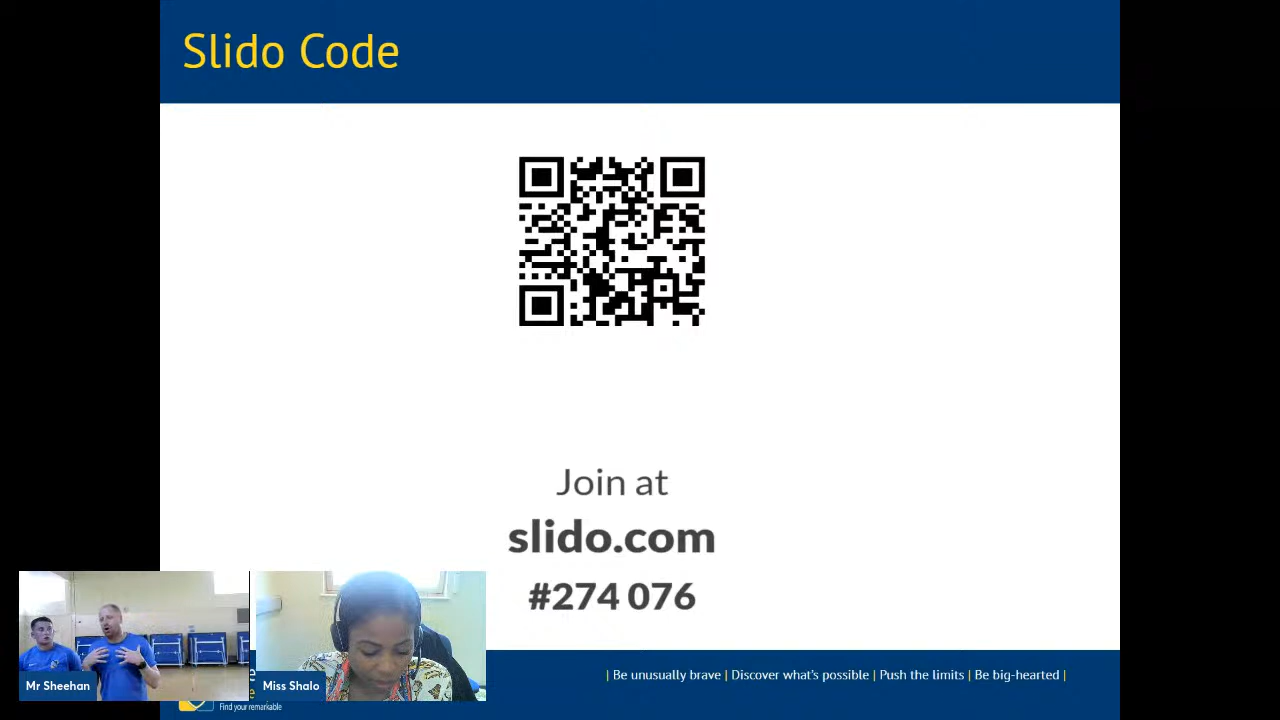 Slido Code
Join at
slido.com
#274 076
Mr Sheehan
Miss Shalo
| Be unusually brave | Discover what's possible | Push the limits | Be big-hearted |
Find your remarkable